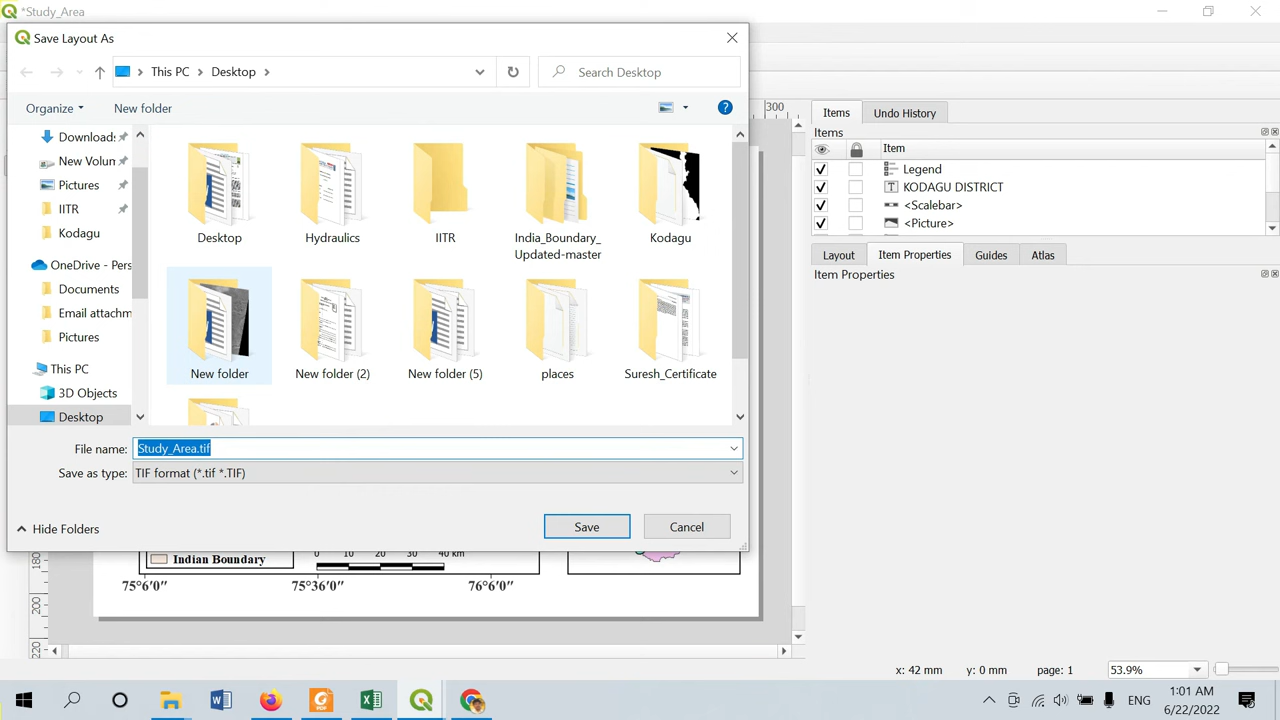 *Study_Area
Save Layout As
This PC > Desktop >
Search Desktop
Organize
New folder
300
Items
Undo History
Items
Item
Legend
KODAGU DISTRICT
<Scalebar>
<Picture>
Layout
Item Properties
Guides
Atlas
Item Properties
Downloads
New Volun
Pictures
IITR
Kodagu
OneDrive - Pers
Documents
Email attachm
Pictures
This PC
3D Objects
Desktop
Desktop
Hydraulics
IITR
India_Boundary_
Updated-master
Kodagu
New folder
New folder (2)
New folder (5)
places
Suresh_Certificate
File name:
Study_Area.tif
Save as type:
TIF format (*.tif *.TIF)
Hide Folders
Save
Cancel
180
200
220
Indian Boundary
0 10 20 30 40 km
75°6′0″
75°36′0″
76°6′0″
x: 42 mm
y: 0 mm
page: 1
53.9%
ENG
1:01 AM
6/22/2022